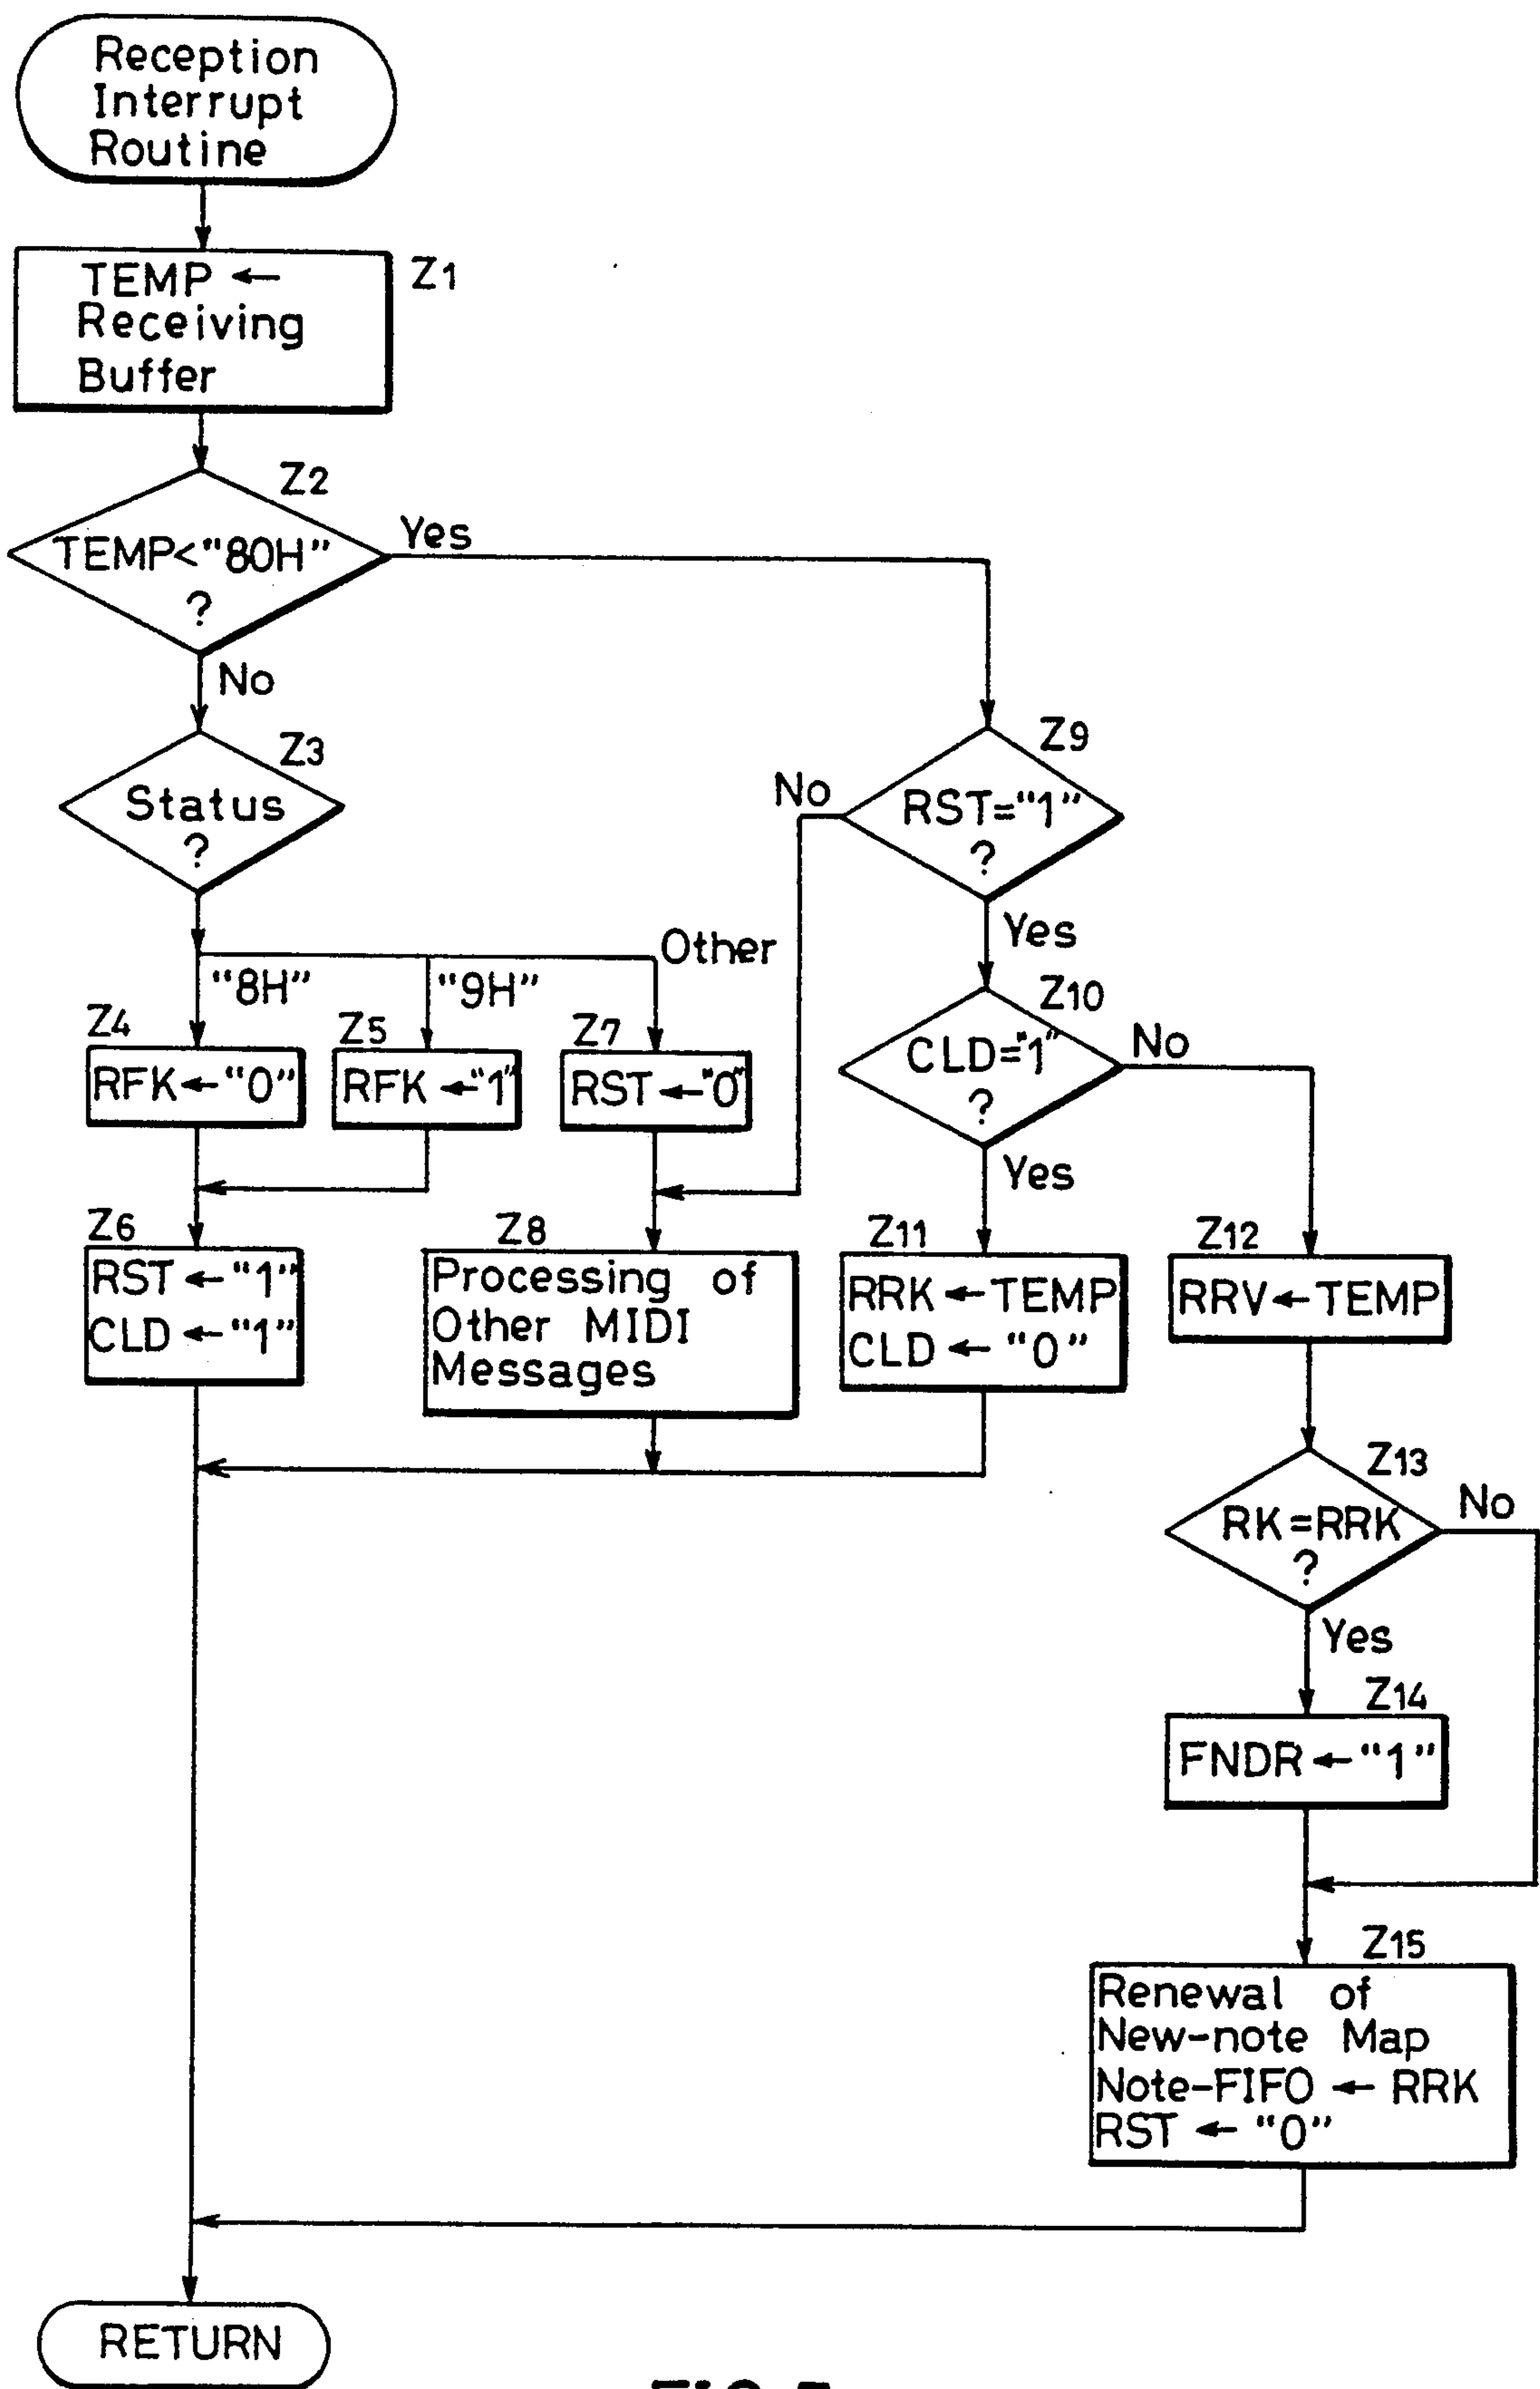 Reception
Interrupt
Routine
TEMP ←
Receiving
Buffer
Z1
Z2
TEMP<"80H"
?
Yes
No
Z3
Status
?
"8H"
"9H"
Other
Z4
RFK←"0"
Z5
RFK←"1"
Z7
RST←"0"
Z6
RST←"1"
CLD←"1"
Z8
Processing of
Other MIDI
Messages
Z9
RST="1"
?
No
Yes
Z10
CLD="1"
?
No
Yes
Z11
RRK←TEMP
CLD←"0"
Z12
RRV←TEMP
Z13
RK=RRK
?
No
Yes
Z14
FNDR←"1"
Z15
Renewal of
New-note Map
Note-FIFO ← RRK
RST ← "0"
RETURN